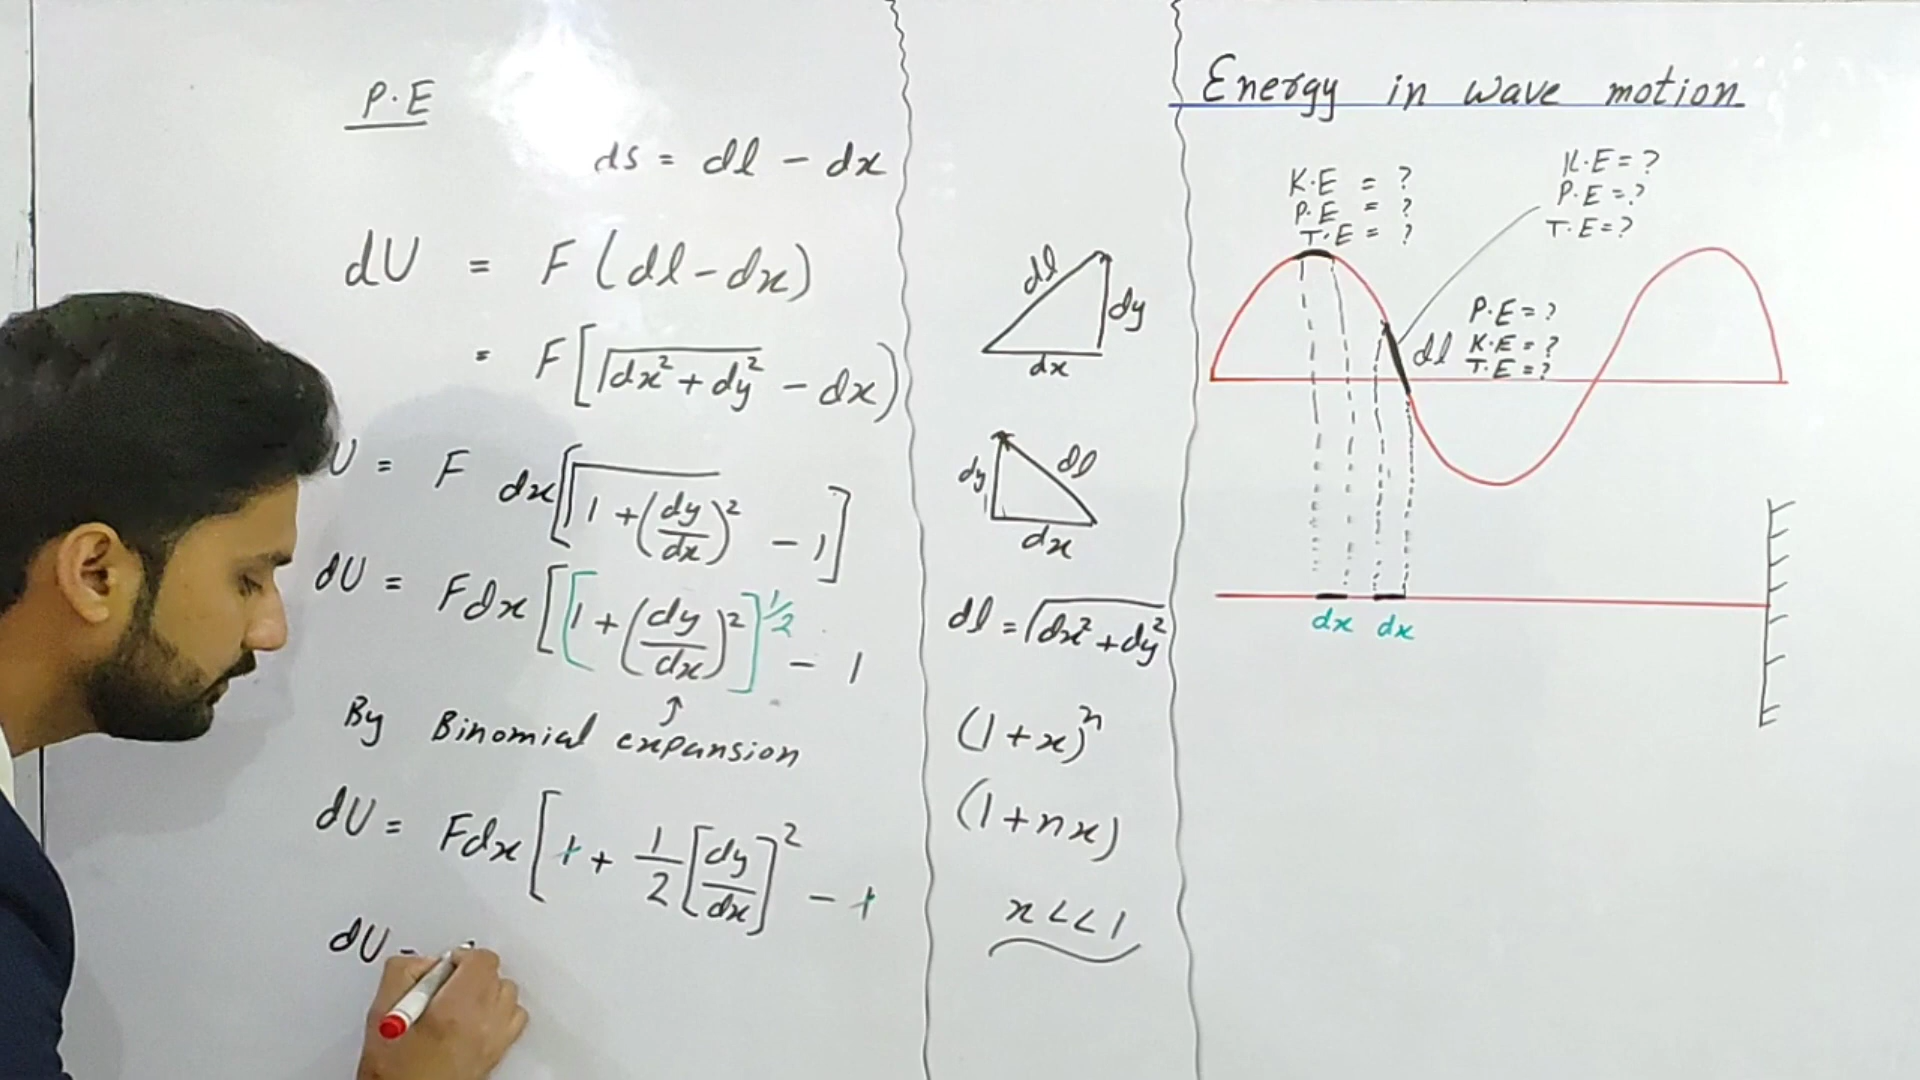 P.E
ds = dl - dx
dU = F (dl - dx)
= F [√dx² + dy² - dx)
U = F dx [√1 + (dy/dx)² - 1]
dU = Fdx [[1 + (dy/dx)²]^1/2 - 1
By Binomial expansion
dU = Fdx [1 + 1/2 [dy/dx]² - 1
dU -
dl
dy
dx
dy
dl
dx
dl = √dx² + dy²
(1 + x)ⁿ
(1 + nx)
x << 1
Energy in wave motion
K.E = ?
P.E = ?
T.E = ?
K.E = ?
P.E = ?
T.E = ?
P.E = ?
dl K.E = ?
T.E = ?
dx dx